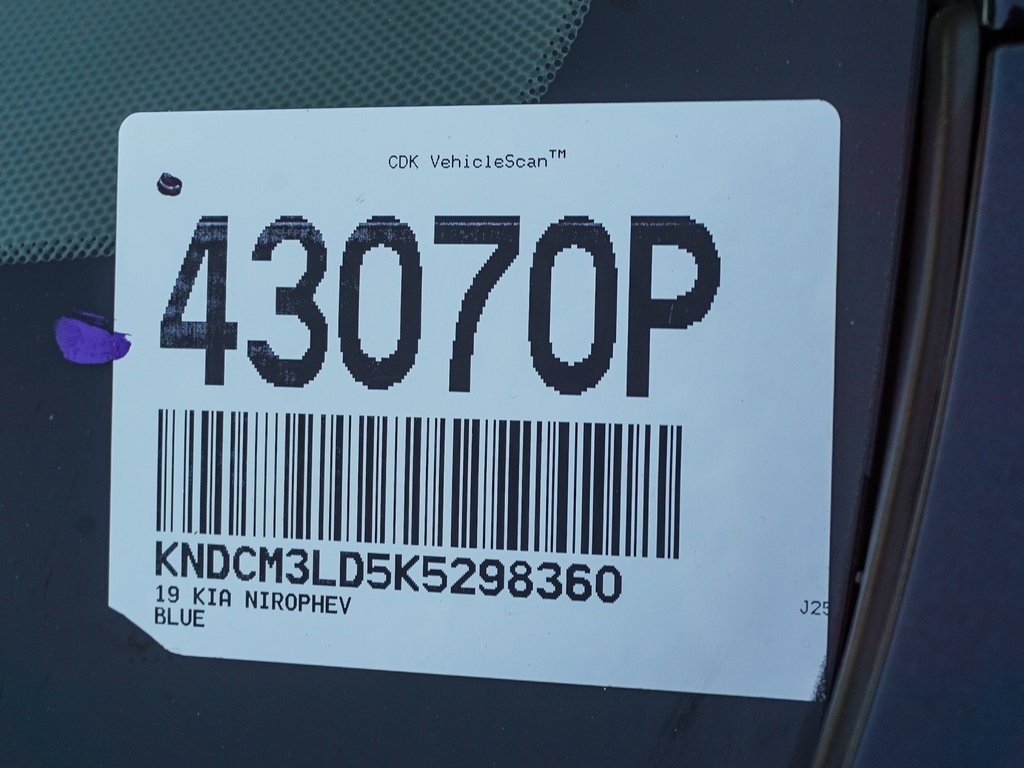 CDK VehicleScan™
43070P
KNDCM3LD5K5298360
19 KIA NIROPHEV
BLUE
J25